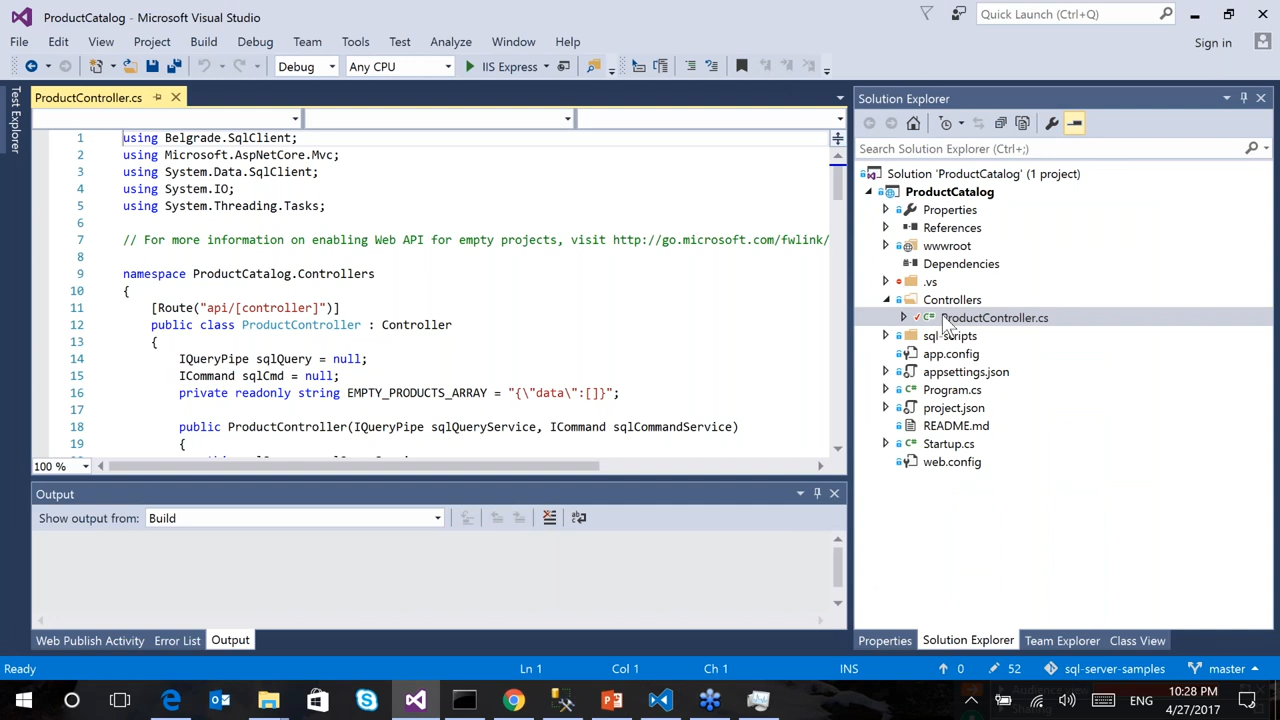 ProductCatalog - Microsoft Visual Studio
Quick Launch (Ctrl+Q)
File Edit View Project Build Debug Team Tools Test Analyze Window Help
Sign in
Debug Any CPU IIS Express
Test Explorer
ProductController.cs
1 using Belgrade.SqlClient;
2 using Microsoft.AspNetCore.Mvc;
3 using System.Data.SqlClient;
4 using System.IO;
5 using System.Threading.Tasks;
6
7 // For more information on enabling Web API for empty projects, visit http://go.microsoft.com/fwlink/
8
9 namespace ProductCatalog.Controllers
10 {
11 [Route("api/[controller]")]
12 public class ProductController : Controller
13 {
14 IQueryPipe sqlQuery = null;
15 ICommand sqlCmd = null;
16 private readonly string EMPTY_PRODUCTS_ARRAY = "{\"data\":[]}";
17
18 public ProductController(IQueryPipe sqlQueryService, ICommand sqlCommandService)
19 {
100 %
Output
Show output from: Build
Web Publish Activity Error List Output
Solution Explorer
Search Solution Explorer (Ctrl+;)
Solution 'ProductCatalog' (1 project)
ProductCatalog
Properties
References
wwwroot
Dependencies
.vs
Controllers
ProductController.cs
sql-scripts
app.config
appsettings.json
Program.cs
project.json
README.md
Startup.cs
web.config
Properties Solution Explorer Team Explorer Class View
Ready Ln 1 Col 1 Ch 1 INS 0 52 sql-server-samples master
ENG
10:28 PM
4/27/2017